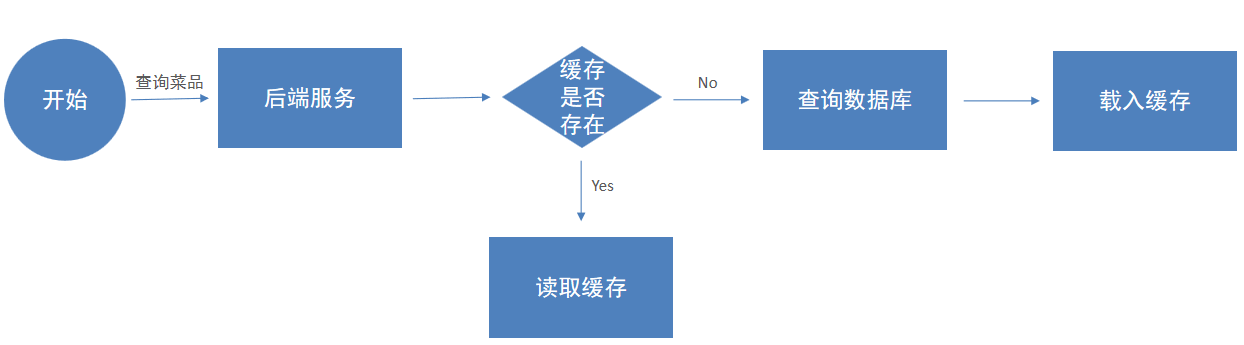 开始
查询菜品
后端服务
缓存
是否
存在
No
查询数据库
载入缓存
Yes
读取缓存